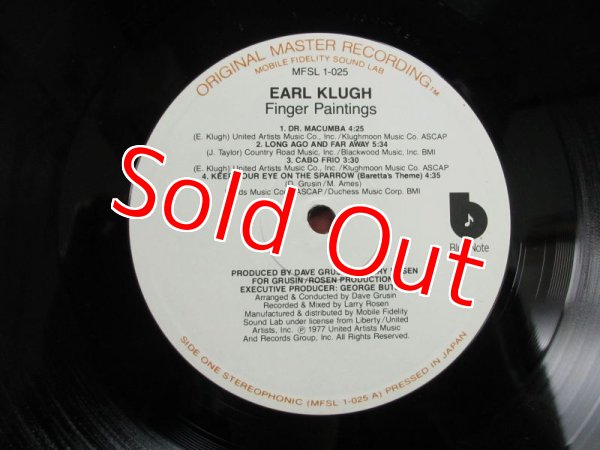 ORIGINAL MASTER RECORDING™
MOBILE FIDELITY SOUND LAB
MFSL 1-025
EARL KLUGH
Finger Paintings
1. DR. MACUMBA 4:25
(E. Klugh) United Artists Music Co., Inc./Klughmoon Music Co. ASCAP
2. LONG AGO AND FAR AWAY 5:34
(J. Taylor) Country Road Music, Inc./Blackwood Music, Inc. BMI
3. CABO FRIO 3:30
(E. Klugh) United Artists Music Co., Inc./Klughmoon Music Co. ASCAP
4. KEEP YOUR EYE ON THE SPARROW (Baretta's Theme) 4:35
(D. Grusin/M. Ames)
Music ASCAP/Duchess Music Corp. BMI
Sold Out
b
Blue Note
PRODUCED BY DAVE GRUSIN ROSEN
FOR GRUSIN/ROSEN PRODUCTIONS
EXECUTIVE PRODUCER: GEORGE
Arranged & Conducted by Dave Grusin
Recorded & Mixed by Larry Rosen
Manufactured & distributed by Mobile Fidelity
Sound Lab under license from Liberty/United
Artists, Inc. ℗ 1977 United Artists Music
And Records Group, Inc. All Rights Reserved.
SIDE ONE STEREOPHONIC (MFSL 1-025 A) PRESSED IN JAPAN